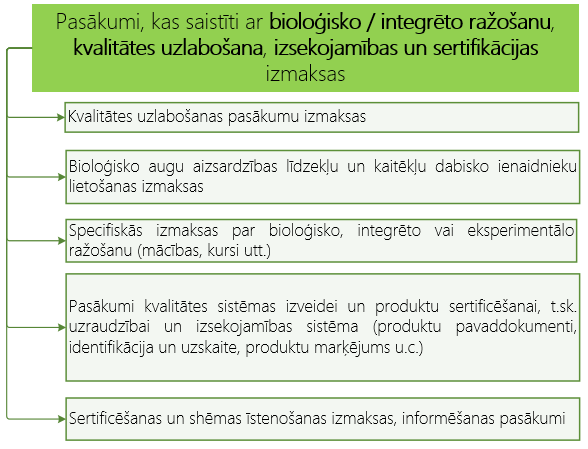 Pasākumi, kas saistīti ar bioloģisko / integrēto ražošanu,
kvalitātes uzlabošana, izsekojamības un sertifikācijas
izmaksas
Kvalitātes uzlabošanas pasākumu izmaksas
Bioloģisko augu aizsardzības līdzekļu un kaitēkļu dabisko ienaidnieku
lietošanas izmaksas
Specifiskās izmaksas par bioloģisko, integrēto vai eksperimentālo
ražošanu (mācības, kursi utt.)
Pasākumi kvalitātes sistēmas izveidei un produktu sertificēšanai, t.sk.
uzraudzībai un izsekojamības sistēma (produktu pavaddokumenti,
identifikācija un uzskaite, produktu marķējums u.c.)
Sertificēšanas un shēmas īstenošanas izmaksas, informēšanas pasākumi